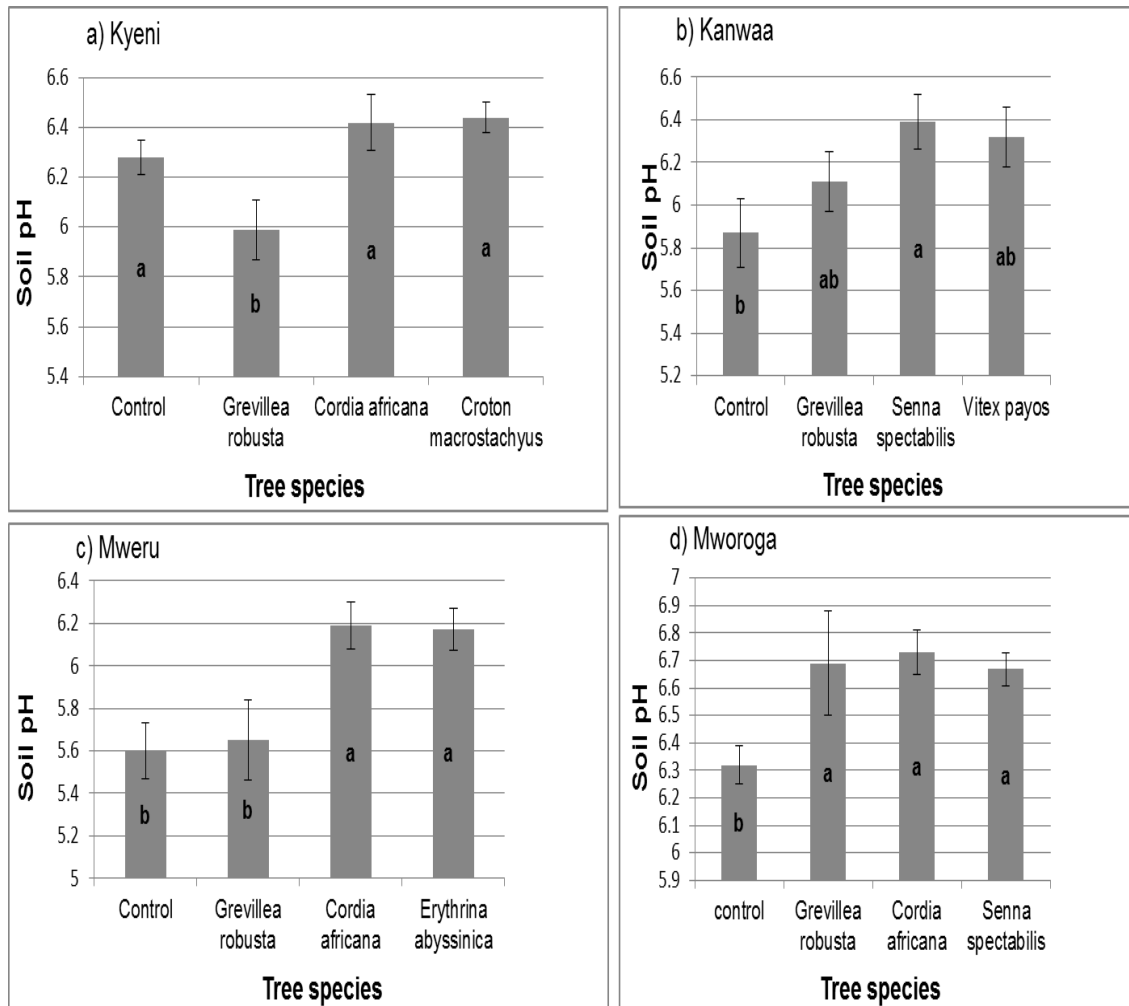 a) Kyeni
Soil pH
6.6
6.4
6.2
6
5.8
5.6
5.4
a
b
a
a
Control
Grevillea
robusta
Cordia africana
Croton
macrostachyus
Tree species
b) Kanwaa
Soil pH
6.6
6.4
6.2
6
5.8
5.6
5.4
5.2
b
ab
a
ab
Control
Grevillea
robusta
Senna
spectabilis
Vitex payos
Tree species
c) Mweru
Soil pH
6.4
6.2
6
5.8
5.6
5.4
5.2
5
b
b
a
a
Control
Grevillea
robusta
Cordia
africana
Erythrina
abyssinica
Tree species
d) Mworoga
Soil pH
7
6.9
6.8
6.7
6.6
6.5
6.4
6.3
6.2
6.1
6
5.9
b
a
a
a
control
Grevillea
robusta
Cordia
africana
Senna
spectabilis
Tree species